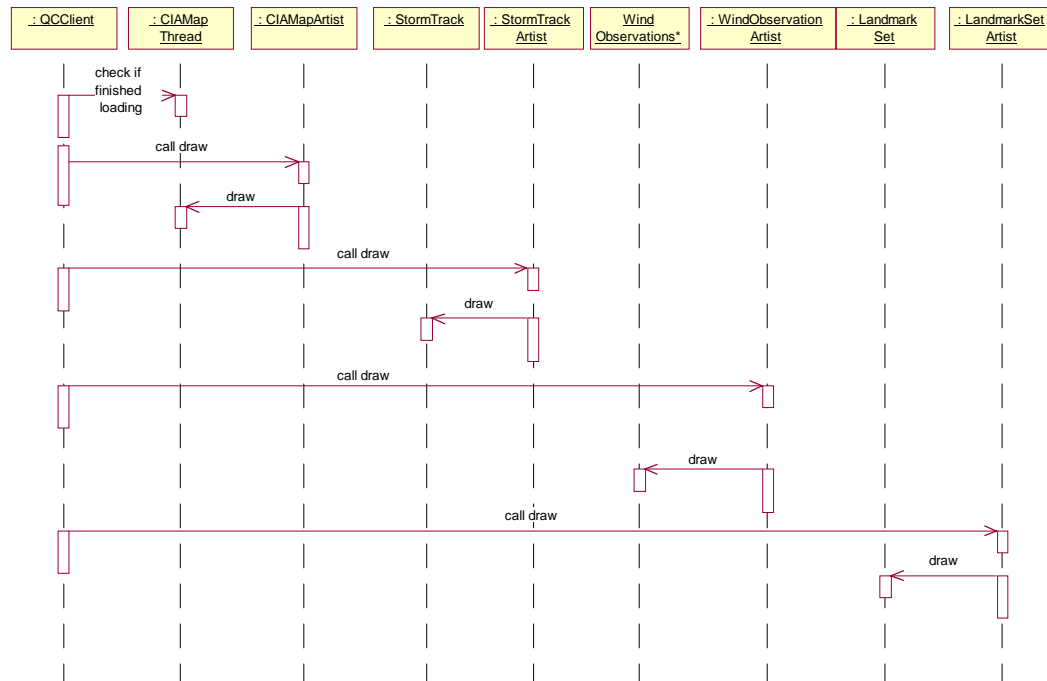 : QCClient
: CIAMap
Thread
: CIAMapArtist
: StormTrack
: StormTrack
Artist
Wind
Observations*
: WindObservation
Artist
: Landmark
Set
: LandmarkSet
Artist
check if
finished
loading
call draw
draw
call draw
draw
call draw
draw
call draw
draw